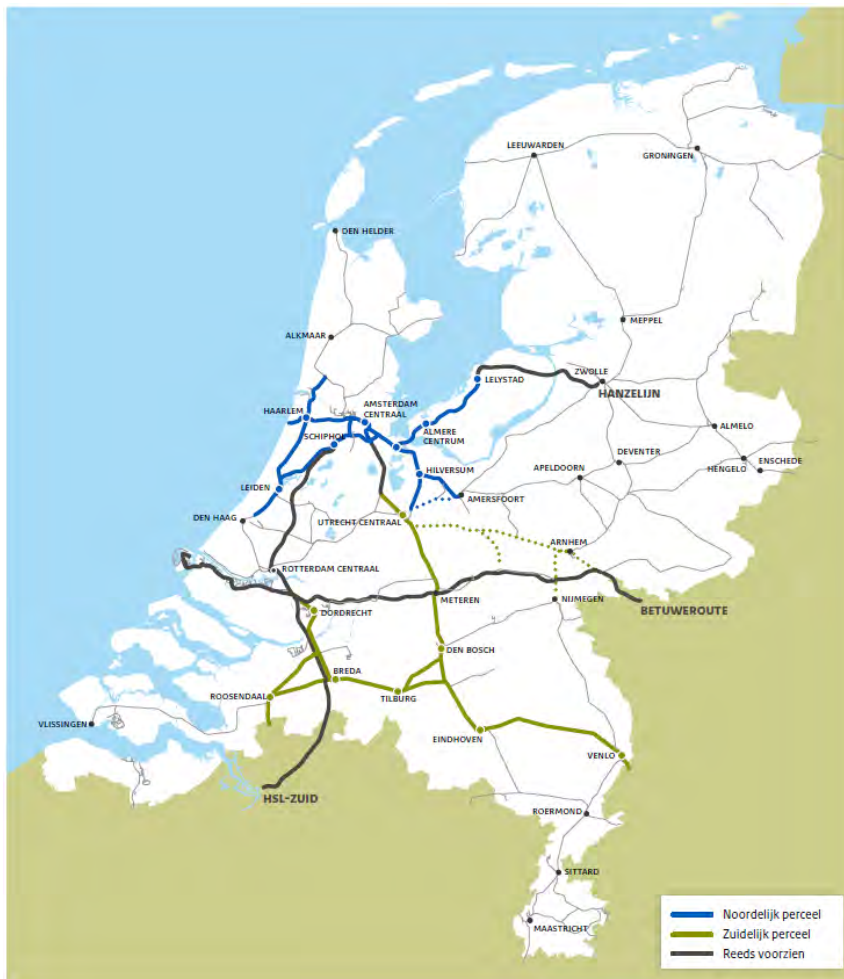 LEEUWARDEN
GRONINGEN
DEN HELDER
MEPPEL
ALKMAAR
ZWOLLE
LELYSTAD
HANZELIJN
AMSTERDAM
CENTRAAL
HAARLEM
ALMERE
CENTRUM
ALMELO
SCHIPHOL
DEVENTER
ENSCHEDE
HILVERSUM
APELDOORN
HENGELO
LEIDEN
AMERSFOORT
DEN HAAG
UTRECHT CENTRAAL
ARNHEM
ROTTERDAM CENTRAAL
METEREN
NIJMEGEN
BETUWEROUTE
DORDRECHT
DEN BOSCH
BREDA
ROOSENDAAL
TILBURG
VLISSINGEN
EINDHOVEN
VENLO
HSL-ZUID
ROERMOND
SITTARD
MAASTRICHT
Noordelijk perceel
Zuidelijk perceel
Reeds voorzien